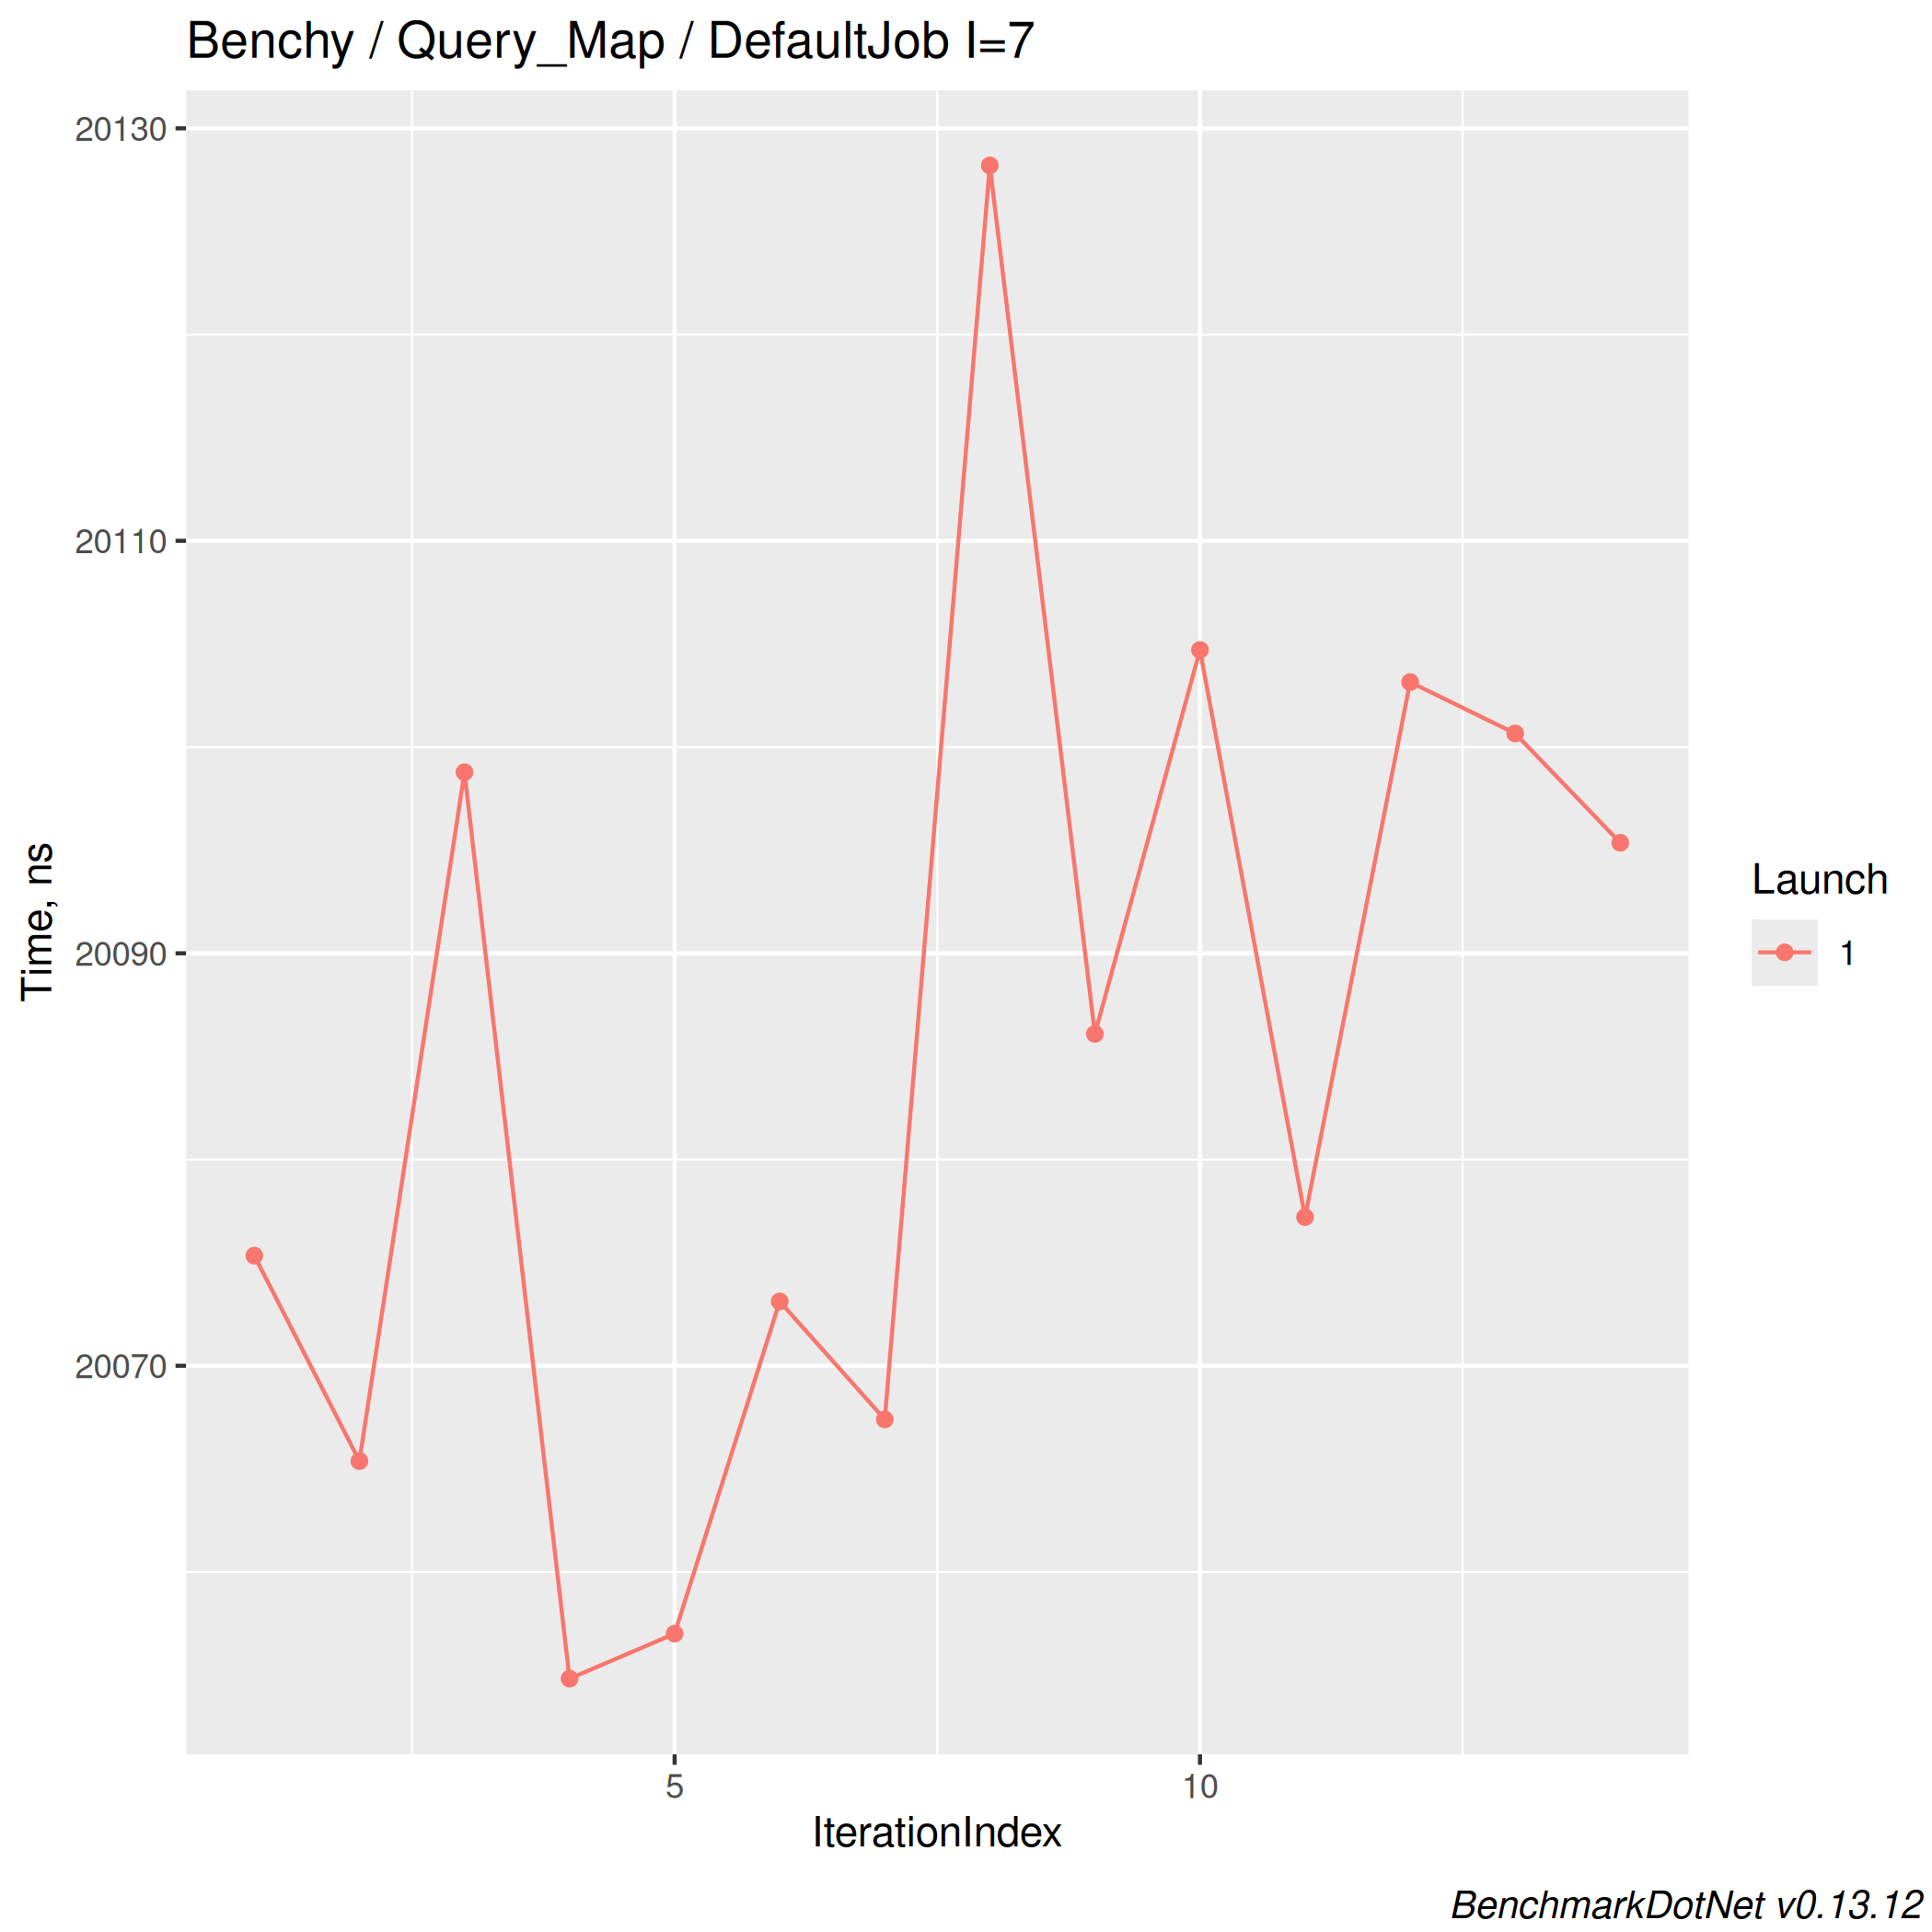 Benchy / Query_Map / DefaultJob I=7
20130
20110
20090
20070
Time, ns
5
10
IterationIndex
Launch
1
BenchmarkDotNet v0.13.12